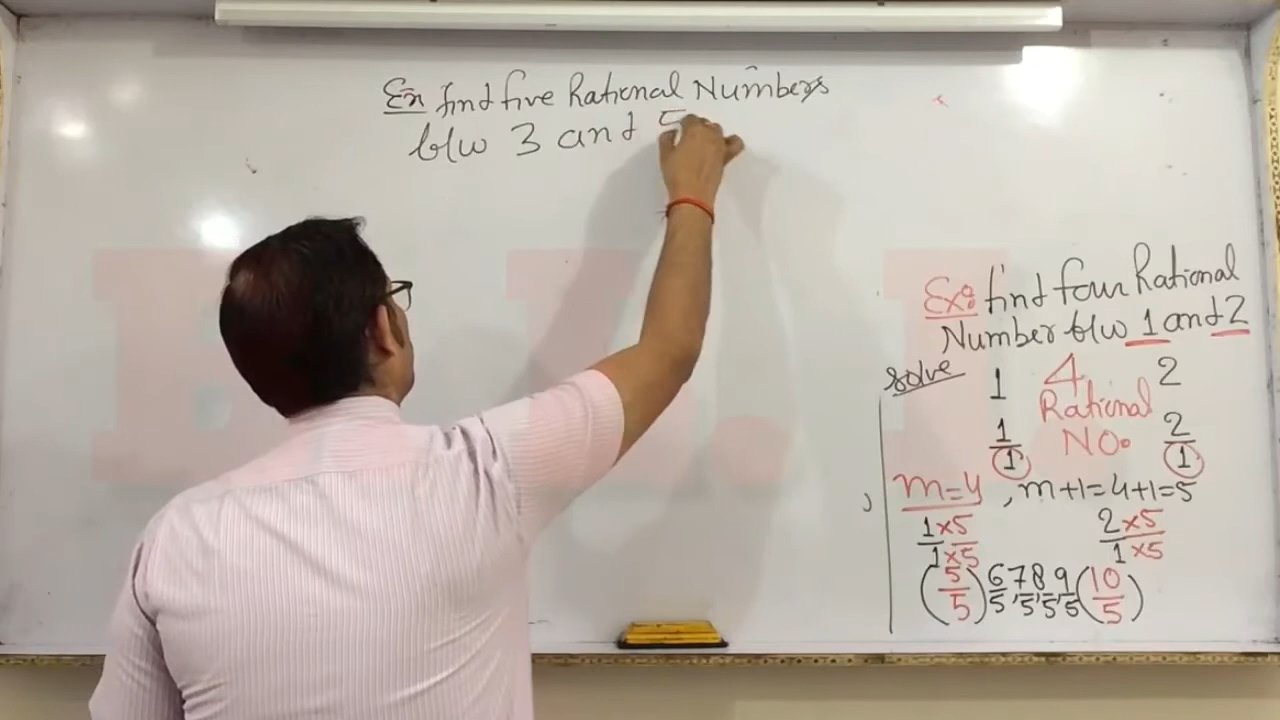 Ex find five Rational Numbers
b/w 3 and 5
Ex: find four Rational
Number b/w 1 and 2
solve
1 4 2
Rational
1/1 NO. 2/1
m=4, m+1=4+1=5
1×5/1×5 2×5/1×5
(5/5) 6/5, 7/5, 8/5, 9/5 (10/5)